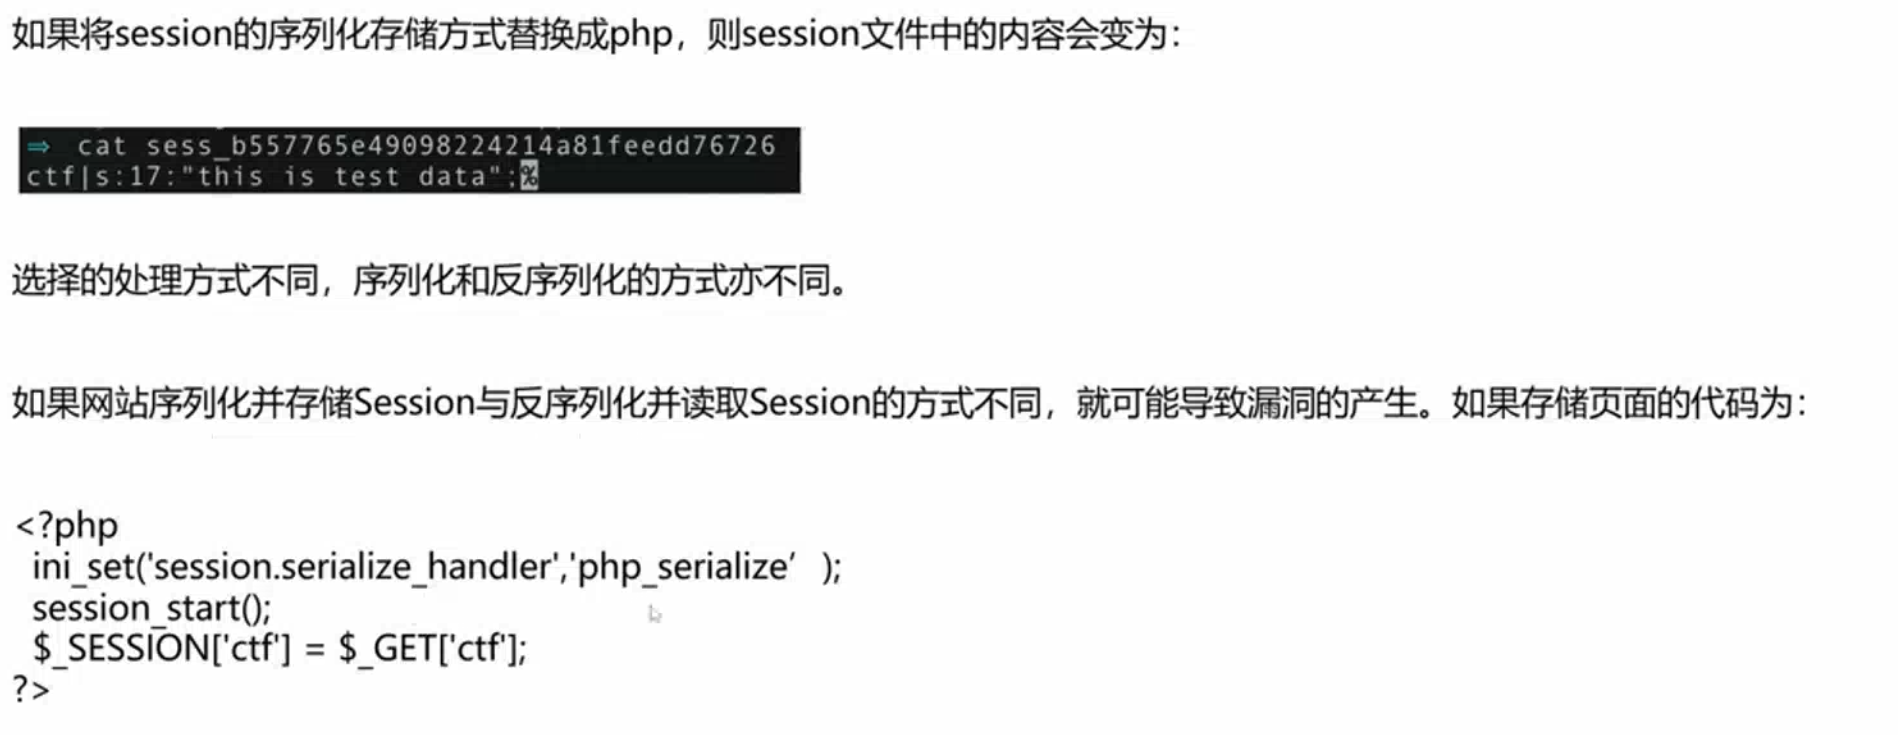 如果将session的序列化存储方式替换成php，则session文件中的内容会变为：
⇒ cat sess_b557765e49098224214a81feedd76726
ctf|s:17:"this is test data";%
选择的处理方式不同，序列化和反序列化的方式亦不同。
如果网站序列化并存储Session与反序列化并读取Session的方式不同，就可能导致漏洞的产生。如果存储页面的代码为：
<?php
ini_set('session.serialize_handler','php_serialize’ );
session_start();
$_SESSION['ctf'] = $_GET['ctf'];
?>